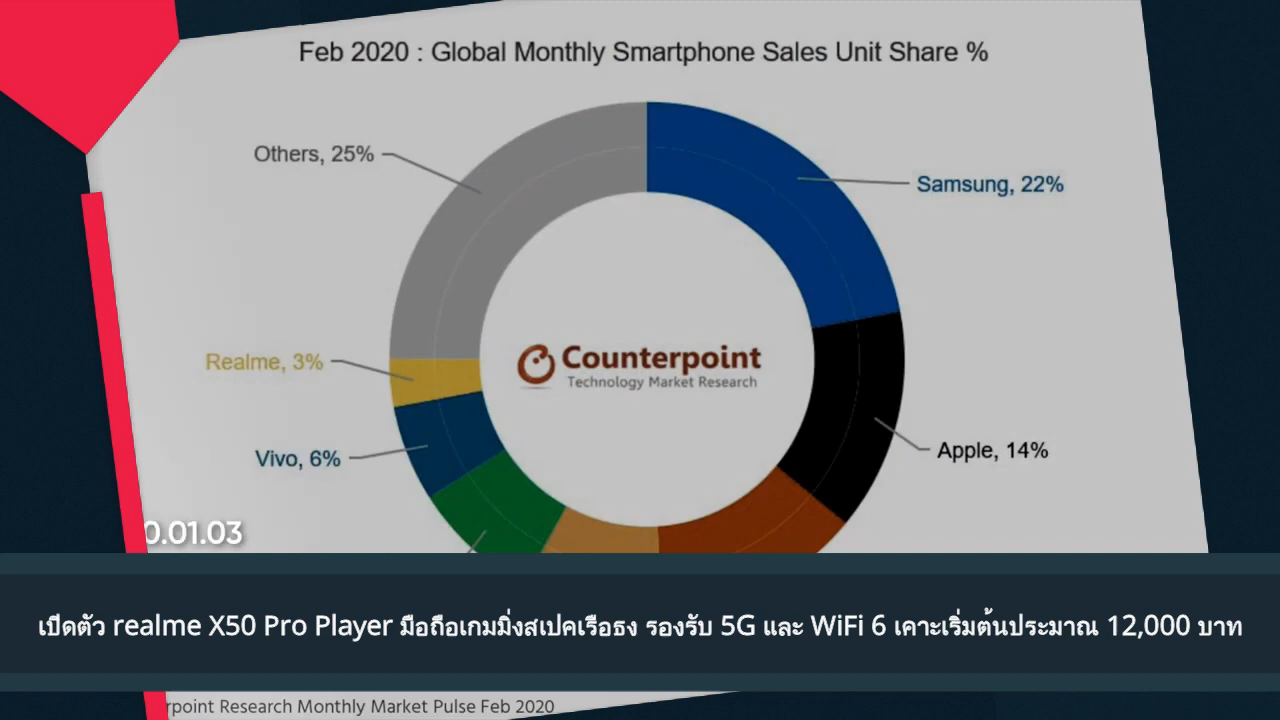 Feb 2020 : Global Monthly Smartphone Sales Unit Share %
Others, 25%
Samsung, 22%
Realme, 3%
Counterpoint
Technology Market Research
Vivo, 6%
Apple, 14%
0.01.03
เปิดตัว realme X50 Pro Player มือถือเกมมิ่งสเปคเรือธง รองรับ 5G และ WiFi 6 เคาะเริ่มต้นประมาณ 12,000 บาท
rpoint Research Monthly Market Pulse Feb 2020